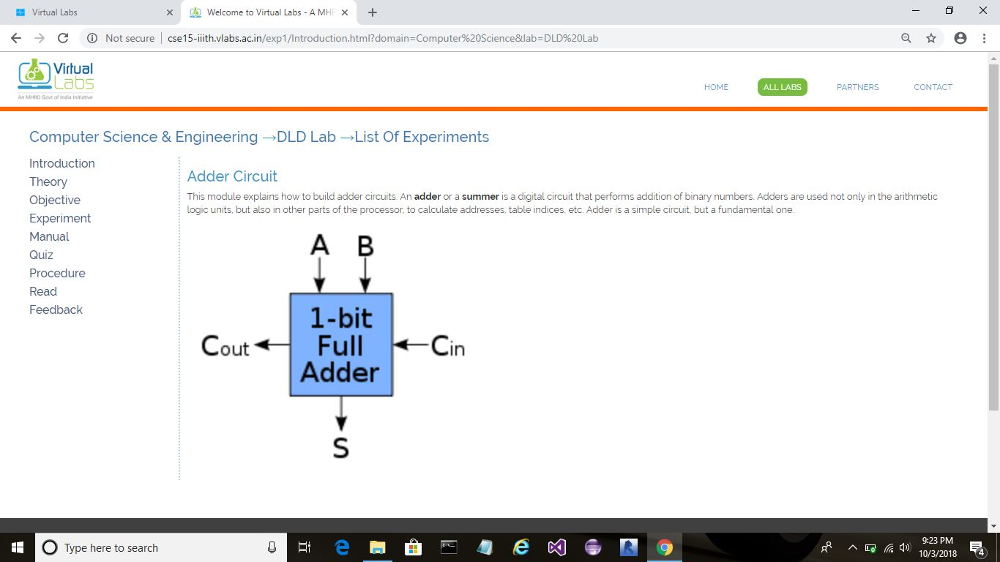 Virtual Labs
Welcome to Virtual Labs - A MHR
Not secure
cse15-iiith.vlabs.ac.in/exp1/Introduction.html?domain=Computer%20Science&lab=DLD%20Lab
Virtual
Labs
An MHRD Govt of India Initiative
HOME
ALL LABS
PARTNERS
CONTACT
Computer Science & Engineering →DLD Lab →List Of Experiments
Introduction
Theory
Objective
Experiment
Manual
Quiz
Procedure
Read
Feedback
Adder Circuit
This module explains how to build adder circuits. An adder or a summer is a digital circuit that performs addition of binary numbers. Adders are used not only in the arithmetic
logic units, but also in other parts of the processor, to calculate addresses, table indices, etc. Adder is a simple circuit, but a fundamental one.
A B
1-bit
Full
Adder
Cout
Cin
S
Type here to search
9:23 PM
10/3/2018
4